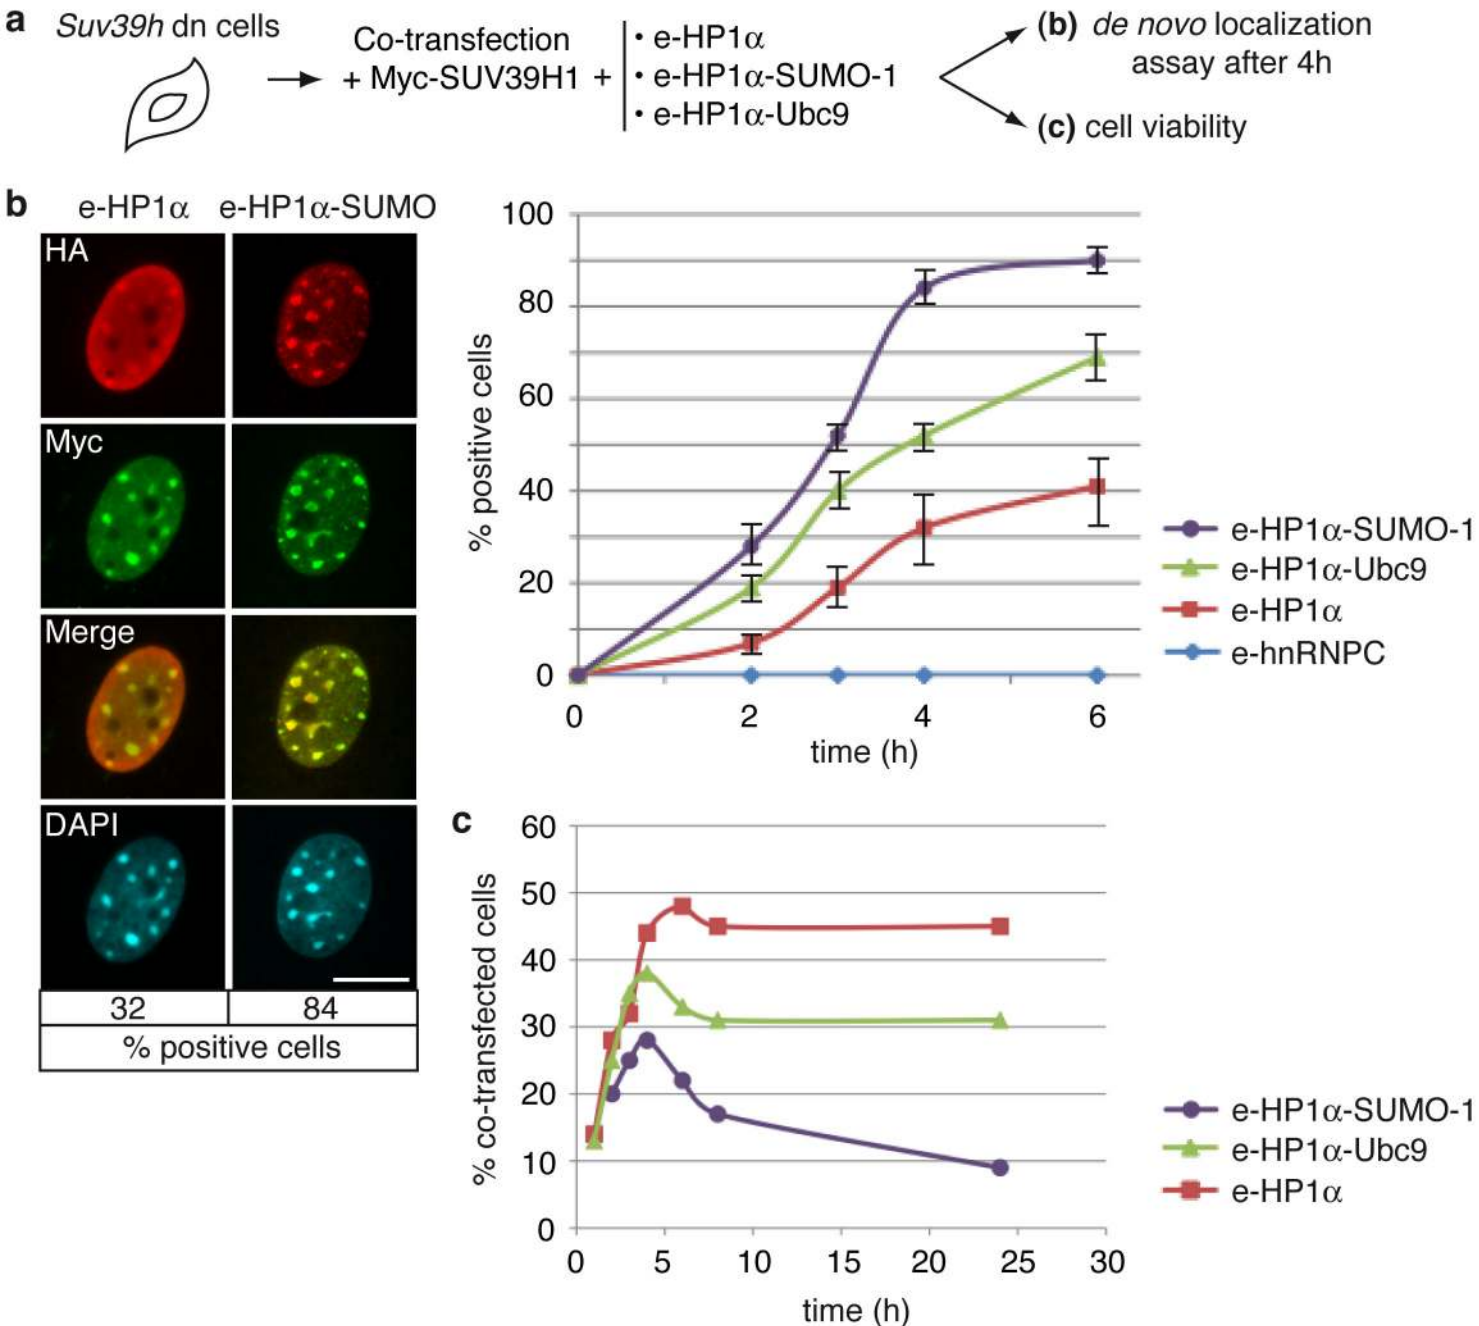 a
Suv39h dn cells
Co-transfection
+ Myc-SUV39H1 +
• e-HP1α
• e-HP1α-SUMO-1
• e-HP1α-Ubc9
(b) de novo localization
assay after 4h
(c) cell viability
b
e-HP1α e-HP1α-SUMO
HA
Myc
Merge
DAPI
32 84
% positive cells
% positive cells
100
80
60
40
20
0
0 2 4 6
time (h)
e-HP1α-SUMO-1
e-HP1α-Ubc9
e-HP1α
e-hnRNPC
c
% co-transfected cells
60
50
40
30
20
10
0
0 5 10 15 20 25 30
time (h)
e-HP1α-SUMO-1
e-HP1α-Ubc9
e-HP1α